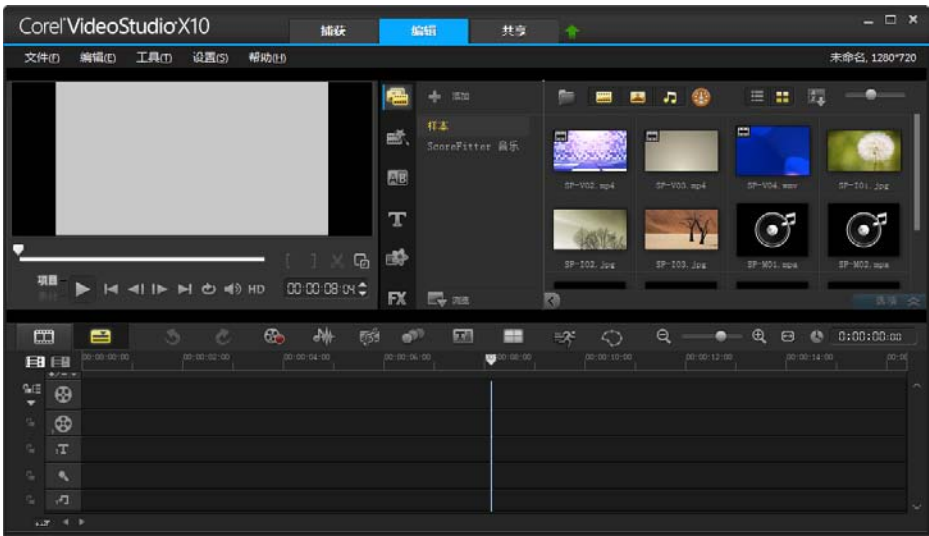 Corel VideoStudio X10
捕获 编辑 共享
文件(F) 编辑(E) 工具(T) 设置(S) 帮助(H)
未命名, 1280*720
添加
样本
ScoreFitter 音乐
SP-V02.mp4 SP-V03.mp4 SP-V04.wmv SP-I01.jpg
AB
T
SP-I02.jpg SP-I03.jpg SP-M01.mpa SP-M02.mpa
项目
HD 00:00:08:04
FX 浏览
选项
0:00:00:00
00:00:00:00 00:00:02:00 00:00:04:00 00:00:06:00 00:00:08:00 00:00:10:00 00:00:12:00 00:00:14:00
1T